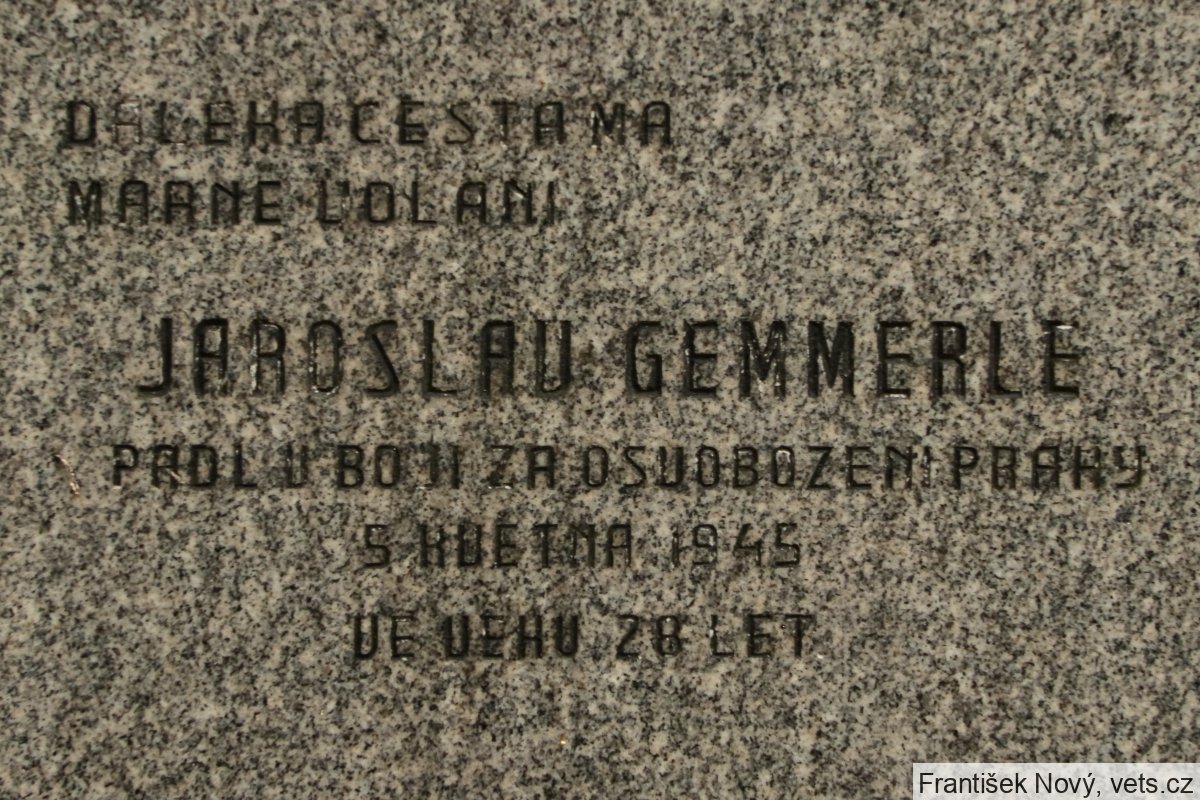 DALEKA CESTA MA
MARNE VOLANI
JAROSLAV GEMMERLE
PADL V BOJI ZA OSVOBOZENI PRAHY
5 KVETNA 1945
VE VEKU 28 LET
František Nový, vets.cz